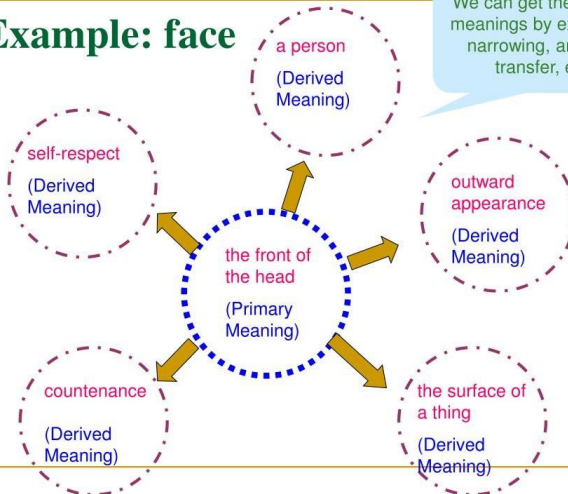 Example: face
We can get the
meanings by ex
narrowing, an
transfer, e
a person
(Derived
Meaning)
self-respect
(Derived
Meaning)
outward
appearance
(Derived
Meaning)
the front of
the head
(Primary
Meaning)
countenance
(Derived
Meaning)
the surface of
a thing
(Derived
Meaning)